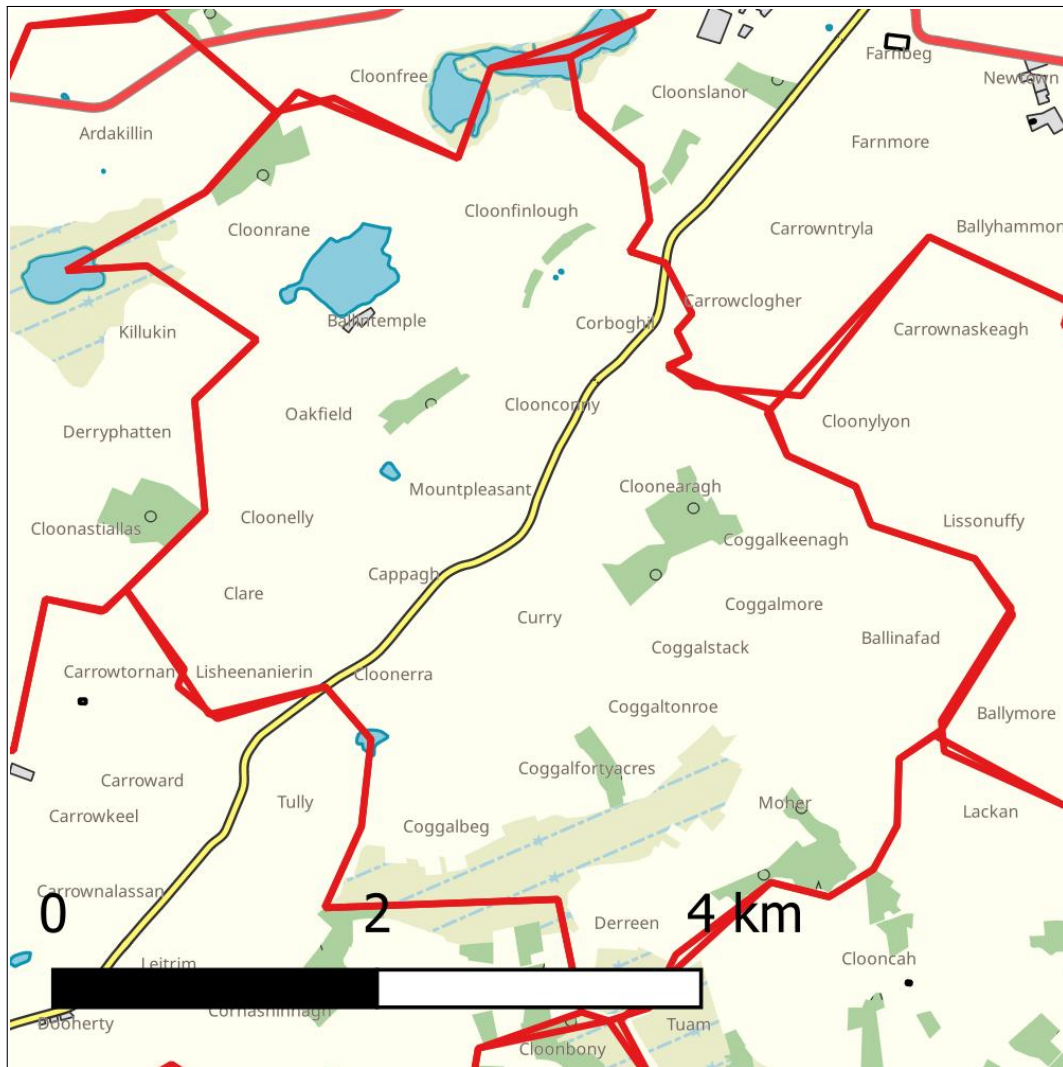 Farnbeg
Cloonfree
Newtown
Cloonslanor
Ardakillin
Farnmore
Cloonfinlough
Cloonrane
Carrowntryla
Ballyhammon
Carrowclogher
Ballintemple
Corboghil
Killukin
Carrownaskeagh
Cloonconny
Oakfield
Cloonylyon
Derryphatten
Cloonearagh
Mountpleasant
Cloonelly
Lissonuffy
Cloonastiallas
Coggalkeenagh
Cappagh
Clare
Coggalmore
Curry
Ballinafad
Coggalstack
Carrowtornan
Lisheenanierin
Cloonerra
Coggaltonroe
Ballymore
Coggalfortyacres
Carroward
Tully
Moher
Lackan
Carrowkeel
Coggalbeg
Carrownalassan
0 2 4 km
Derreen
Clooncah
Leitrim
Cornashinnagh
Dooherty
Tuam
Cloonbony